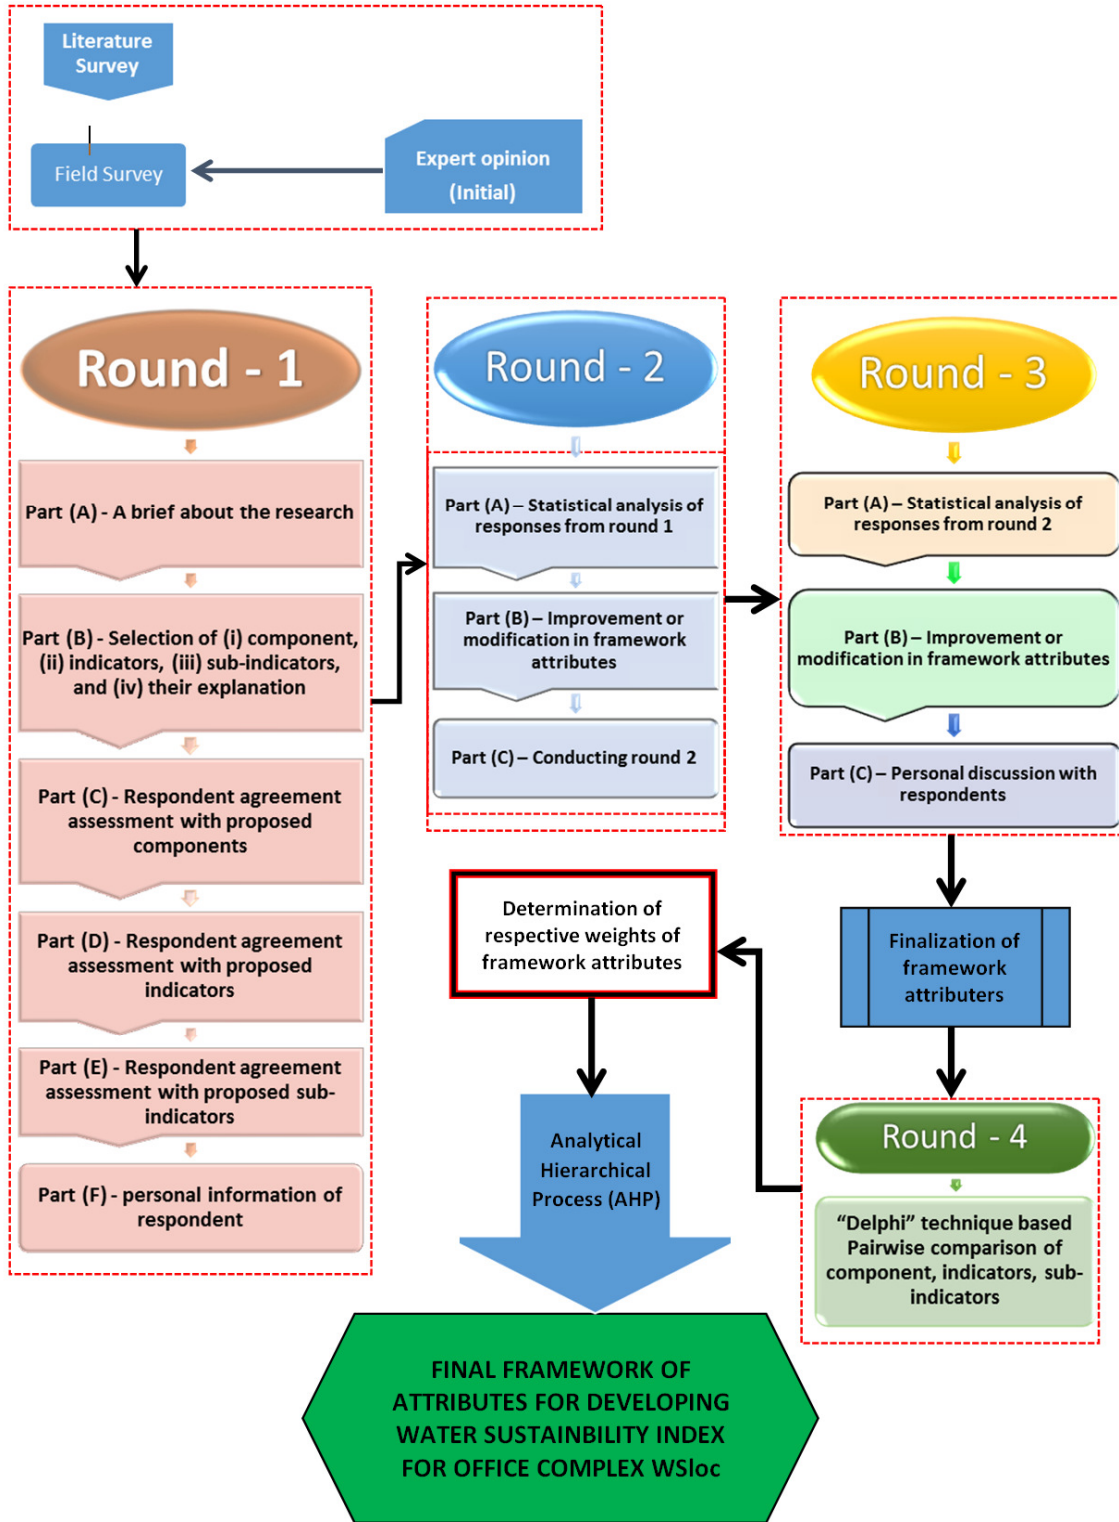 Literature
Survey
Field Survey
Expert opinion
(Initial)
Round - 1
Part (A) - A brief about the research
Part (B) - Selection of (i) component,
(ii) indicators, (iii) sub-indicators,
and (iv) their explanation
Part (C) - Respondent agreement
assessment with proposed
components
Part (D) - Respondent agreement
assessment with proposed
indicators
Part (E) - Respondent agreement
assessment with proposed sub-
indicators
Part (F) - personal information of
respondent
Round - 2
Part (A) – Statistical analysis of
responses from round 1
Part (B) – Improvement or
modification in framework
attributes
Part (C) – Conducting round 2
Round - 3
Part (A) – Statistical analysis of
responses from round 2
Part (B) – Improvement or
modification in framework attributes
Part (C) – Personal discussion with
respondents
Finalization of
framework
attributers
Round - 4
“Delphi” technique based
Pairwise comparison of
component, indicators, sub-
indicators
Determination of
respective weights of
framework attributes
Analytical
Hierarchical
Process (AHP)
FINAL FRAMEWORK OF
ATTRIBUTES FOR DEVELOPING
WATER SUSTAINBILITY INDEX
FOR OFFICE COMPLEX WSloc